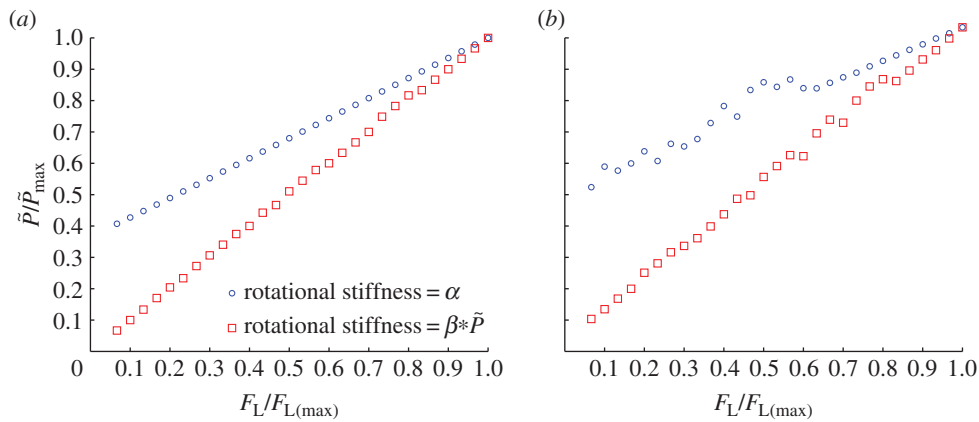 (a)
(b)
1.0
0.9
0.8
0.7
0.6
0.5
0.4
0.3
0.2
0.1
0
P̃/P̃max
rotational stiffness = α
rotational stiffness = β*P̃
0.1 0.2 0.3 0.4 0.5 0.6 0.7 0.8 0.9 1.0
0.1 0.2 0.3 0.4 0.5 0.6 0.7 0.8 0.9 1.0
FL/FL(max)
FL/FL(max)